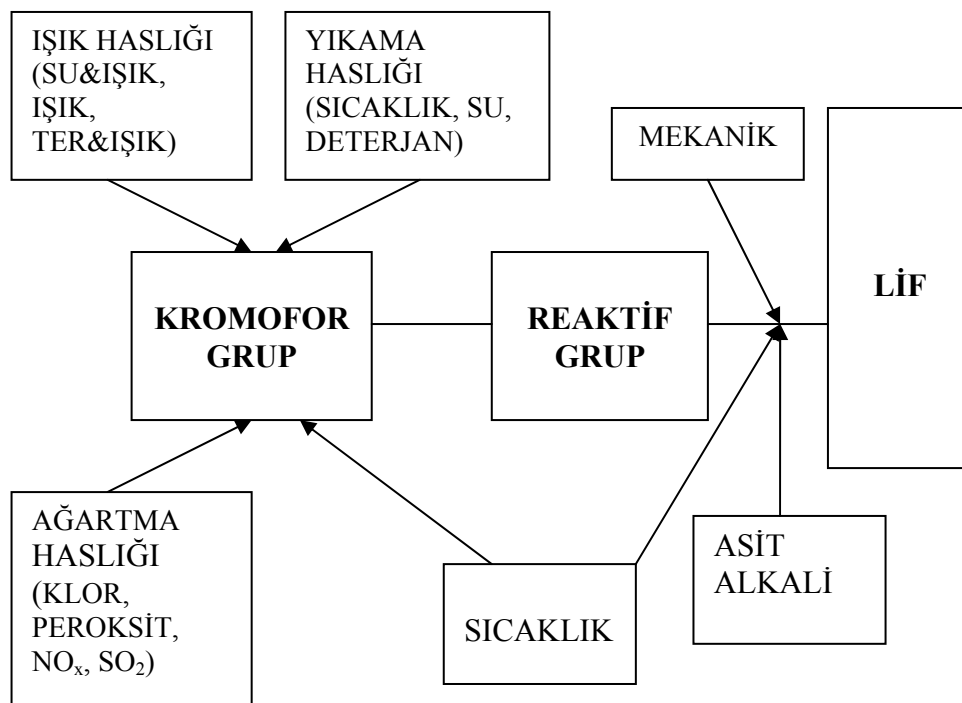 IŞIK HASLIĞI
(SU&IŞIK,
IŞIK,
TER&IŞIK)
YIKAMA
HASLIĞI
(SICAKLIK, SU,
DETERJAN)
MEKANİK
LİF
KROMOFOR
GRUP
REAKTİF
GRUP
AĞARTMA
HASLIĞI
(KLOR,
PEROKSİT,
NOx, SO2)
SICAKLIK
ASİT
ALKALİ